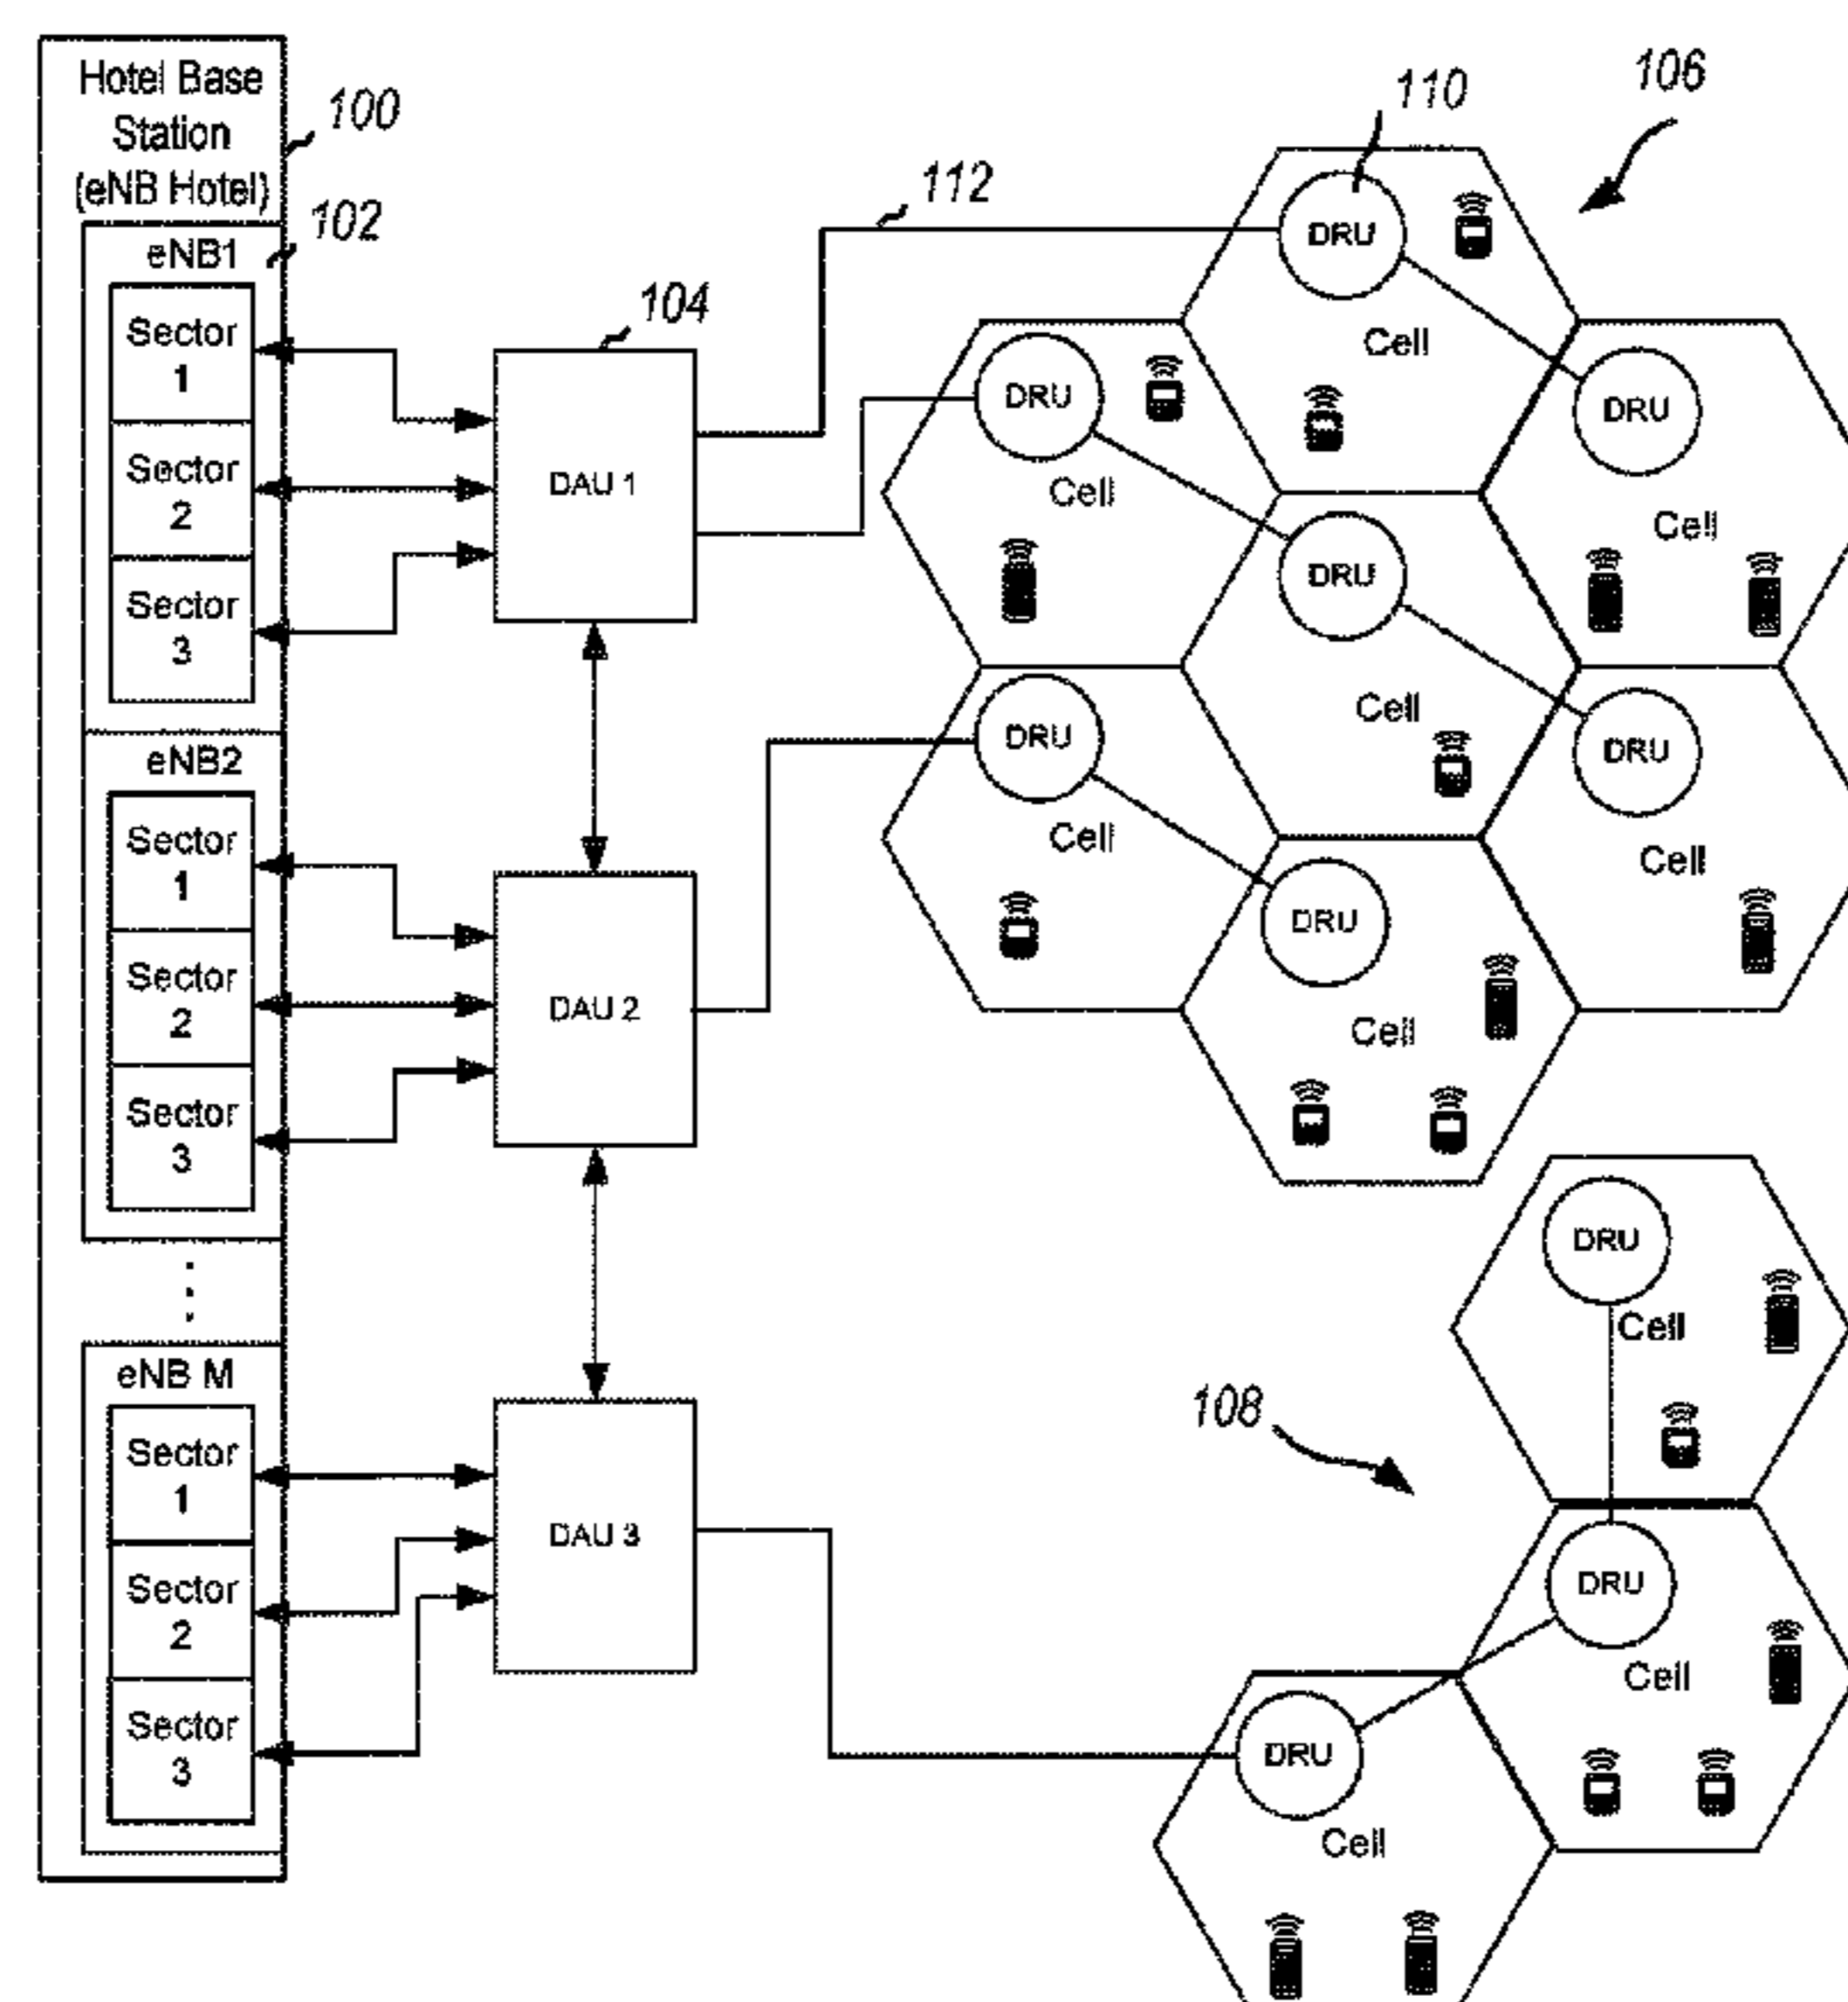 Hotel Base
Station
(eNB Hotel)
100
102
eNB1
Sector
1
Sector
2
Sector
3
eNB2
Sector
1
Sector
2
Sector
3
eNB M
Sector
1
Sector
2
Sector
3
104
DAU 1
DAU 2
DAU 3
112
110
106
DRU
Cell
DRU
Cell
DRU
Cell
DRU
Cell
DRU
Cell
DRU
Cell
DRU
Cell
108
DRU
Cell
DRU
Cell
DRU
Cell